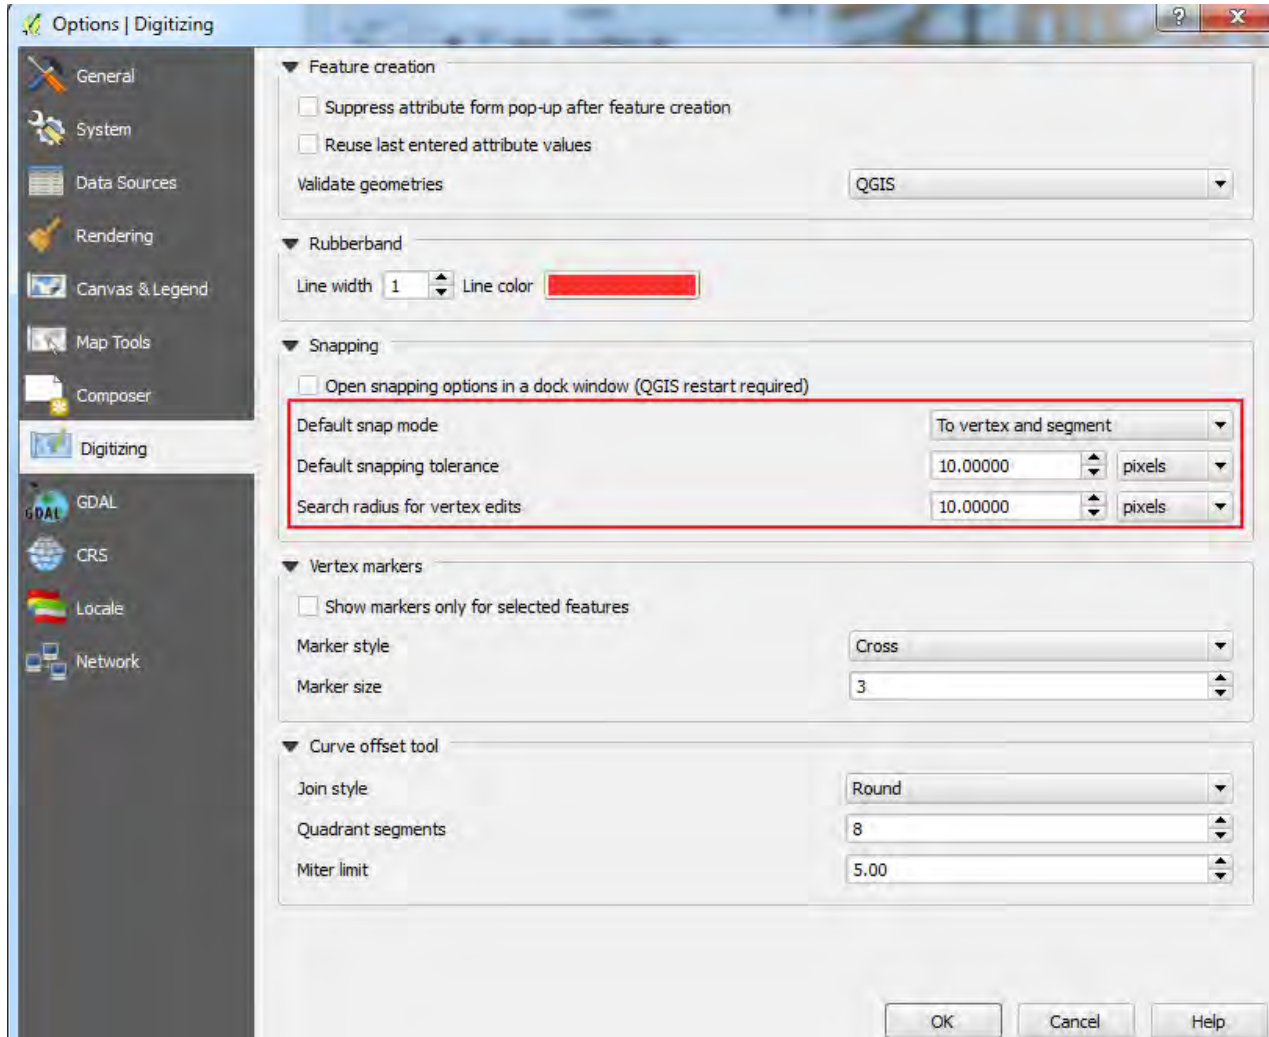 Options | Digitizing
?
General
System
Data Sources
Rendering
Canvas & Legend
Map Tools
Composer
Digitizing
GDAL
GDAL
CRS
Locale
Network
Feature creation
Suppress attribute form pop-up after feature creation
Reuse last entered attribute values
Validate geometries QGIS
Rubberband
Line width 1 Line color
Snapping
Open snapping options in a dock window (QGIS restart required)
Default snap mode To vertex and segment
Default snapping tolerance 10.00000 pixels
Search radius for vertex edits 10.00000 pixels
Vertex markers
Show markers only for selected features
Marker style Cross
Marker size 3
Curve offset tool
Join style Round
Quadrant segments 8
Miter limit 5.00
OK Cancel Help